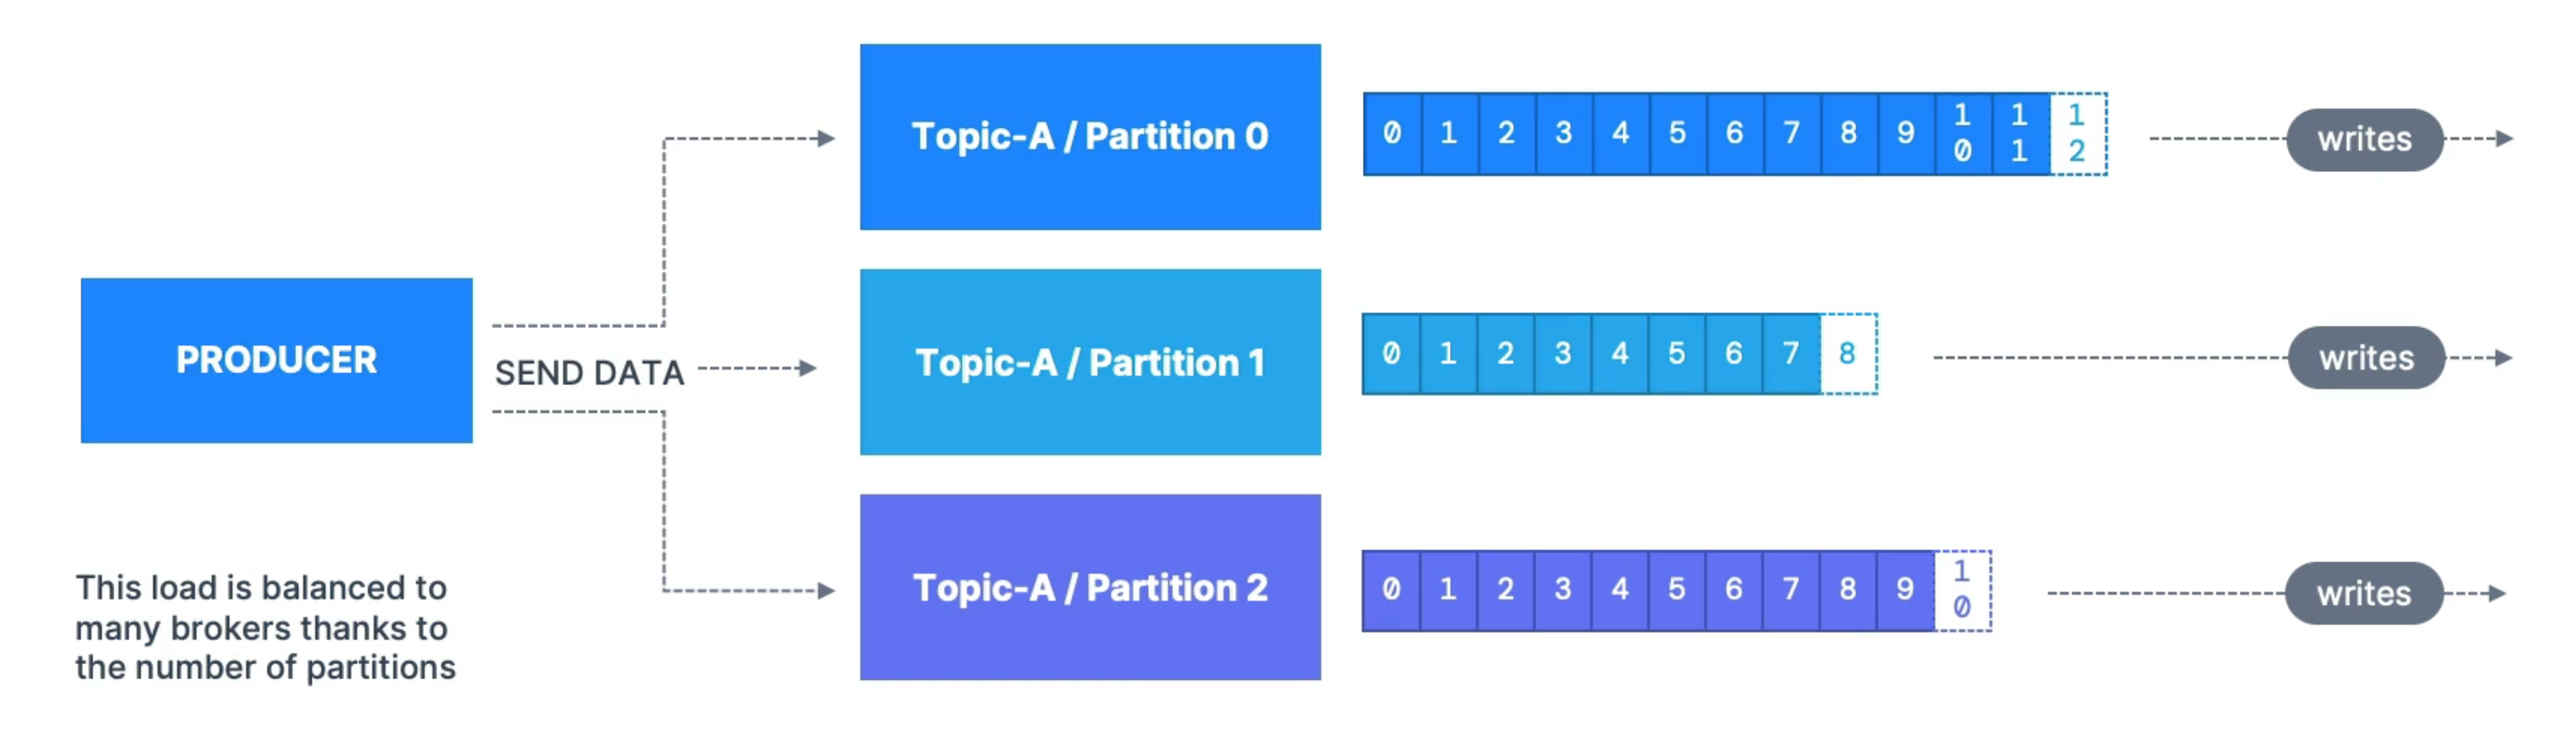 Topic-A / Partition 0
0 1 2 3 4 5 6 7 8 9 10 11 12
writes
PRODUCER
SEND DATA
Topic-A / Partition 1
0 1 2 3 4 5 6 7 8
writes
Topic-A / Partition 2
0 1 2 3 4 5 6 7 8 9 10
writes
This load is balanced to
many brokers thanks to
the number of partitions